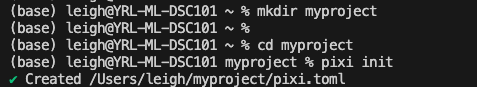 (base) leigh@YRL-ML-DSC101 ~ % mkdir myproject
(base) leigh@YRL-ML-DSC101 ~ %
(base) leigh@YRL-ML-DSC101 ~ % cd myproject
(base) leigh@YRL-ML-DSC101 myproject % pixi init
✔ Created /Users/leigh/myproject/pixi.toml